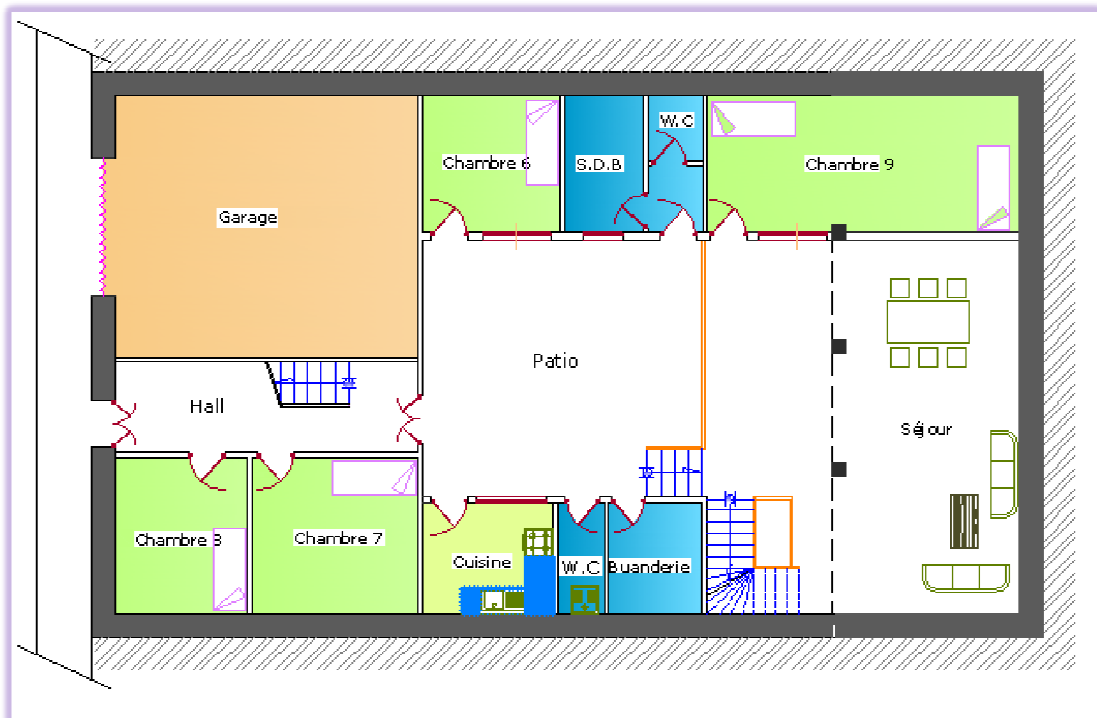 W.C
Chambre 6
S.D.B
Chambre 9
Garage
Patio
Hall
Séjour
Chambre 8
Chambre 7
Cuisine
W.C
Buanderie